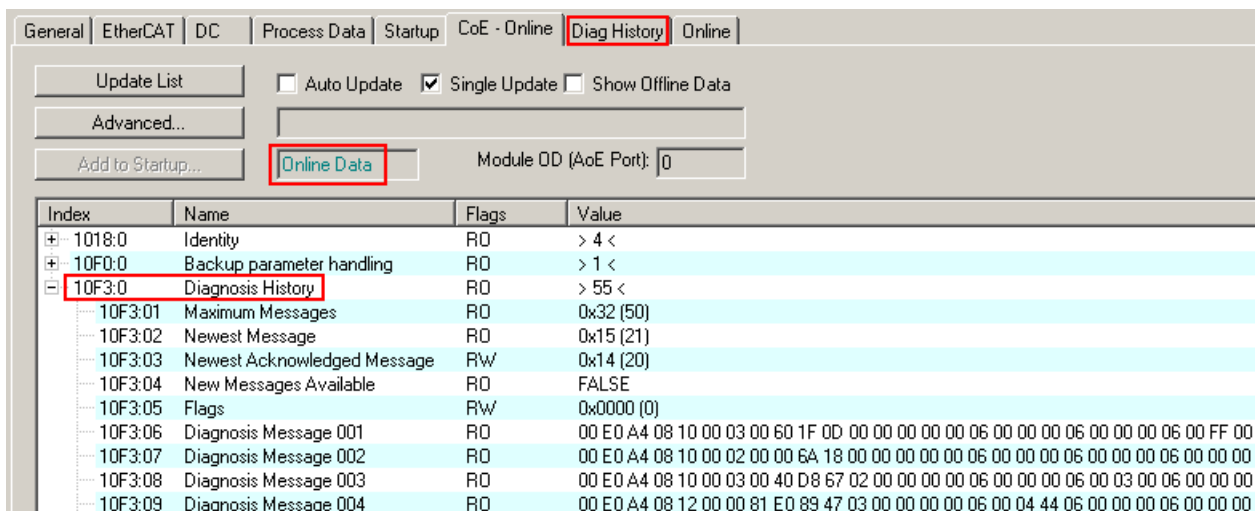 General EtherCAT DC Process Data Startup CoE - Online Diag History Online
Update List Auto Update Single Update Show Offline Data
Advanced...
Add to Startup... Online Data Module OD (AoE Port): 0
Index Name Flags Value
1018:0 Identity RO > 4 <
10F0:0 Backup parameter handling RO > 1 <
10F3:0 Diagnosis History RO > 55 <
10F3:01 Maximum Messages RO 0x32 (50)
10F3:02 Newest Message RO 0x15 (21)
10F3:03 Newest Acknowledged Message RW 0x14 (20)
10F3:04 New Messages Available RO FALSE
10F3:05 Flags RW 0x0000 (0)
10F3:06 Diagnosis Message 001 RO 00 E0 A4 08 10 00 03 00 60 1F 0D 00 00 00 00 00 06 00 00 00 06 00 00 00 06 00 FF 00
10F3:07 Diagnosis Message 002 RO 00 E0 A4 08 10 00 02 00 00 6A 18 00 00 00 00 00 06 00 00 00 06 00 00 00 06 00 00 00
10F3:08 Diagnosis Message 003 RO 00 E0 A4 08 10 00 03 00 40 D8 67 02 00 00 00 00 06 00 00 00 06 00 03 00 06 00 00 00
10F3:09 Diagnosis Message 004 RO 00 E0 A4 08 12 00 00 81 E0 89 47 03 00 00 00 00 06 00 04 44 06 00 00 00 06 00 00 00